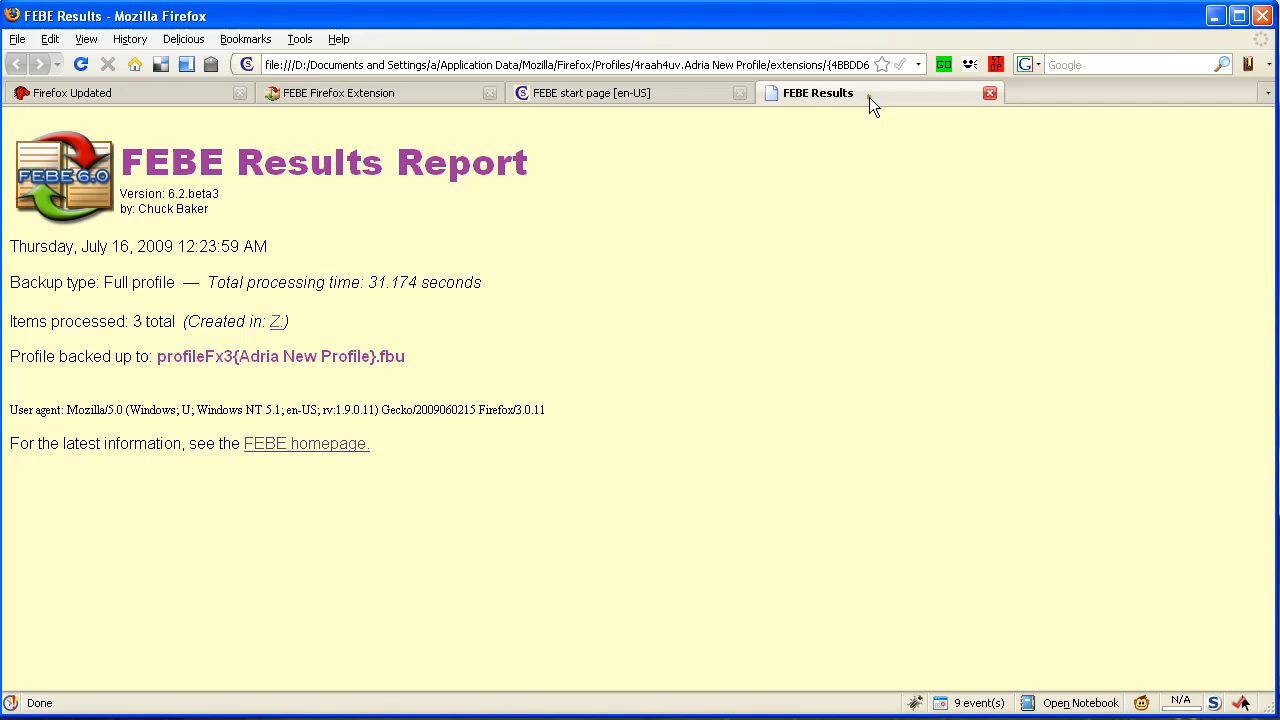 FEBE Results - Mozilla Firefox
File Edit View History Delicious Bookmarks Tools Help
file:///D:/Documents and Settings/a/Application Data/Mozilla/Firefox/Profiles/4raah4uv.Adria New Profile/extensions/{4BBDD6
GO
STOP
G
Google
Firefox Updated
FEBE Firefox Extension
FEBE start page [en-US]
FEBE Results
FEBE 6.0
FEBE Results Report
Version: 6.2.beta3
by: Chuck Baker
Thursday, July 16, 2009 12:23:59 AM
Backup type: Full profile — Total processing time: 31.174 seconds
Items processed: 3 total (Created in: Z:)
Profile backed up to: profileFx3{Adria New Profile}.fbu
User agent: Mozilla/5.0 (Windows; U; Windows NT 5.1; en-US; rv:1.9.0.11) Gecko/2009060215 Firefox/3.0.11
For the latest information, see the FEBE homepage.
Done
9 event(s)
Open Notebook
N/A
S